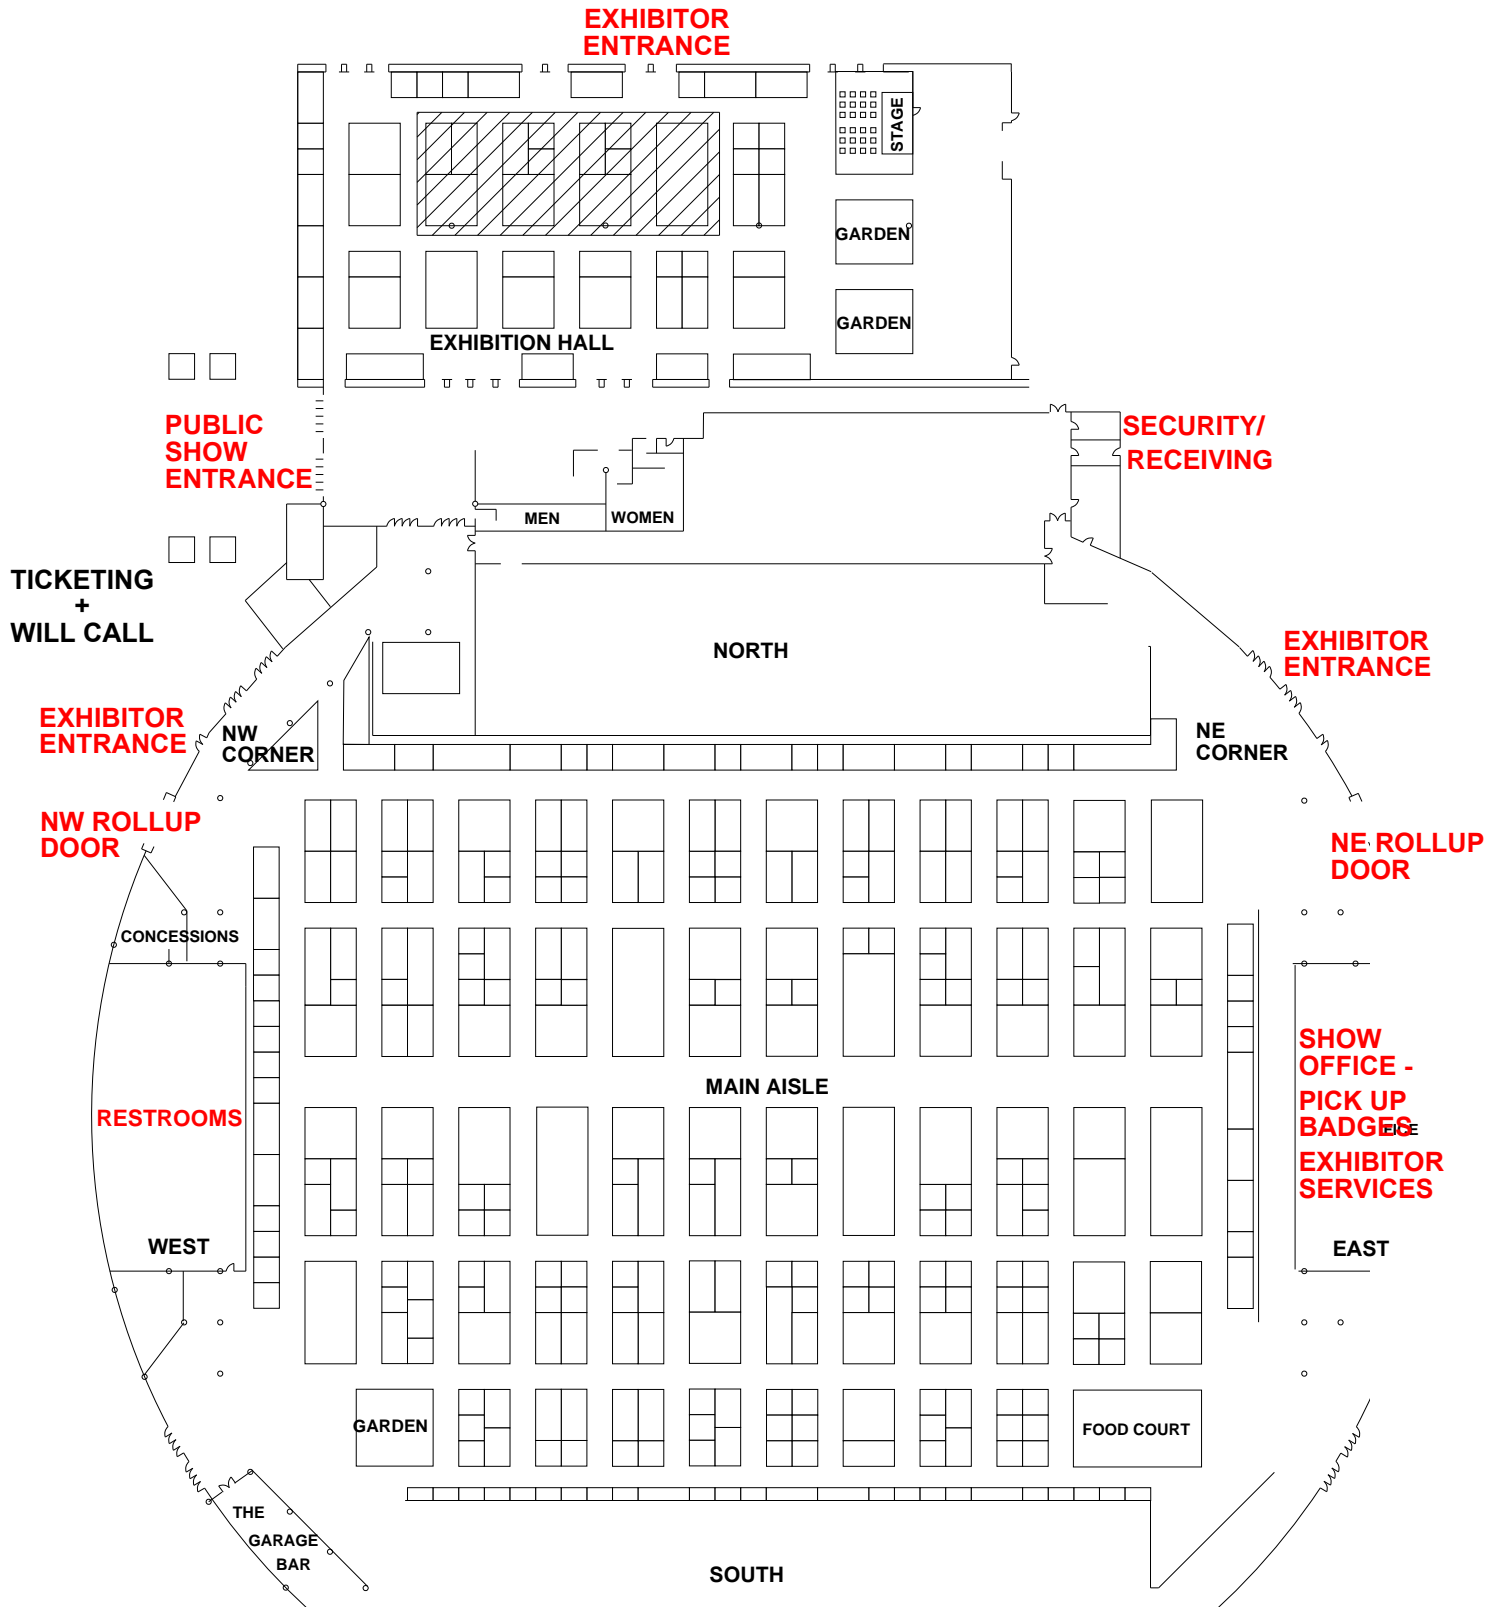 EXHIBITOR
ENTRANCE
STAGE
GARDEN
GARDEN
EXHIBITION HALL
PUBLIC
SHOW
ENTRANCE
SECURITY/
RECEIVING
MEN
WOMEN
TICKETING
+
WILL CALL
NORTH
EXHIBITOR
ENTRANCE
EXHIBITOR
ENTRANCE
NW
CORNER
NE
CORNER
NW ROLLUP
DOOR
NE ROLLUP
DOOR
CONCESSIONS
SHOW
OFFICE -
PICK UP
BADGES
EXHIBITOR
SERVICES
MAIN AISLE
RESTROOMS
WEST
EAST
GARDEN
FOOD COURT
THE
GARAGE
BAR
SOUTH